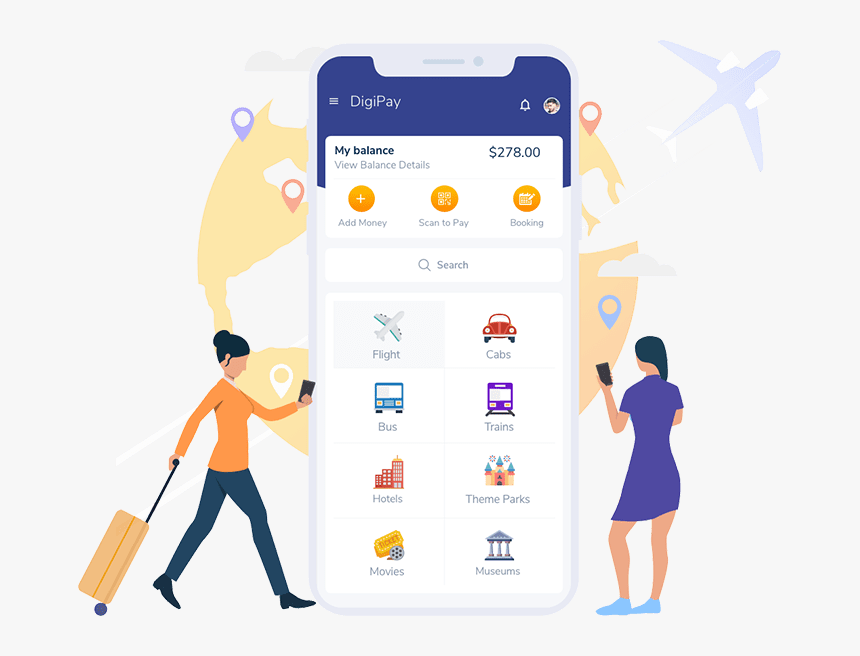 DigiPay
My balance
$278.00
View Balance Details
Add Money
Scan to Pay
Booking
Search
Flight
Cabs
Bus
Trains
Hotels
Theme Parks
TICKET
Movies
Museums